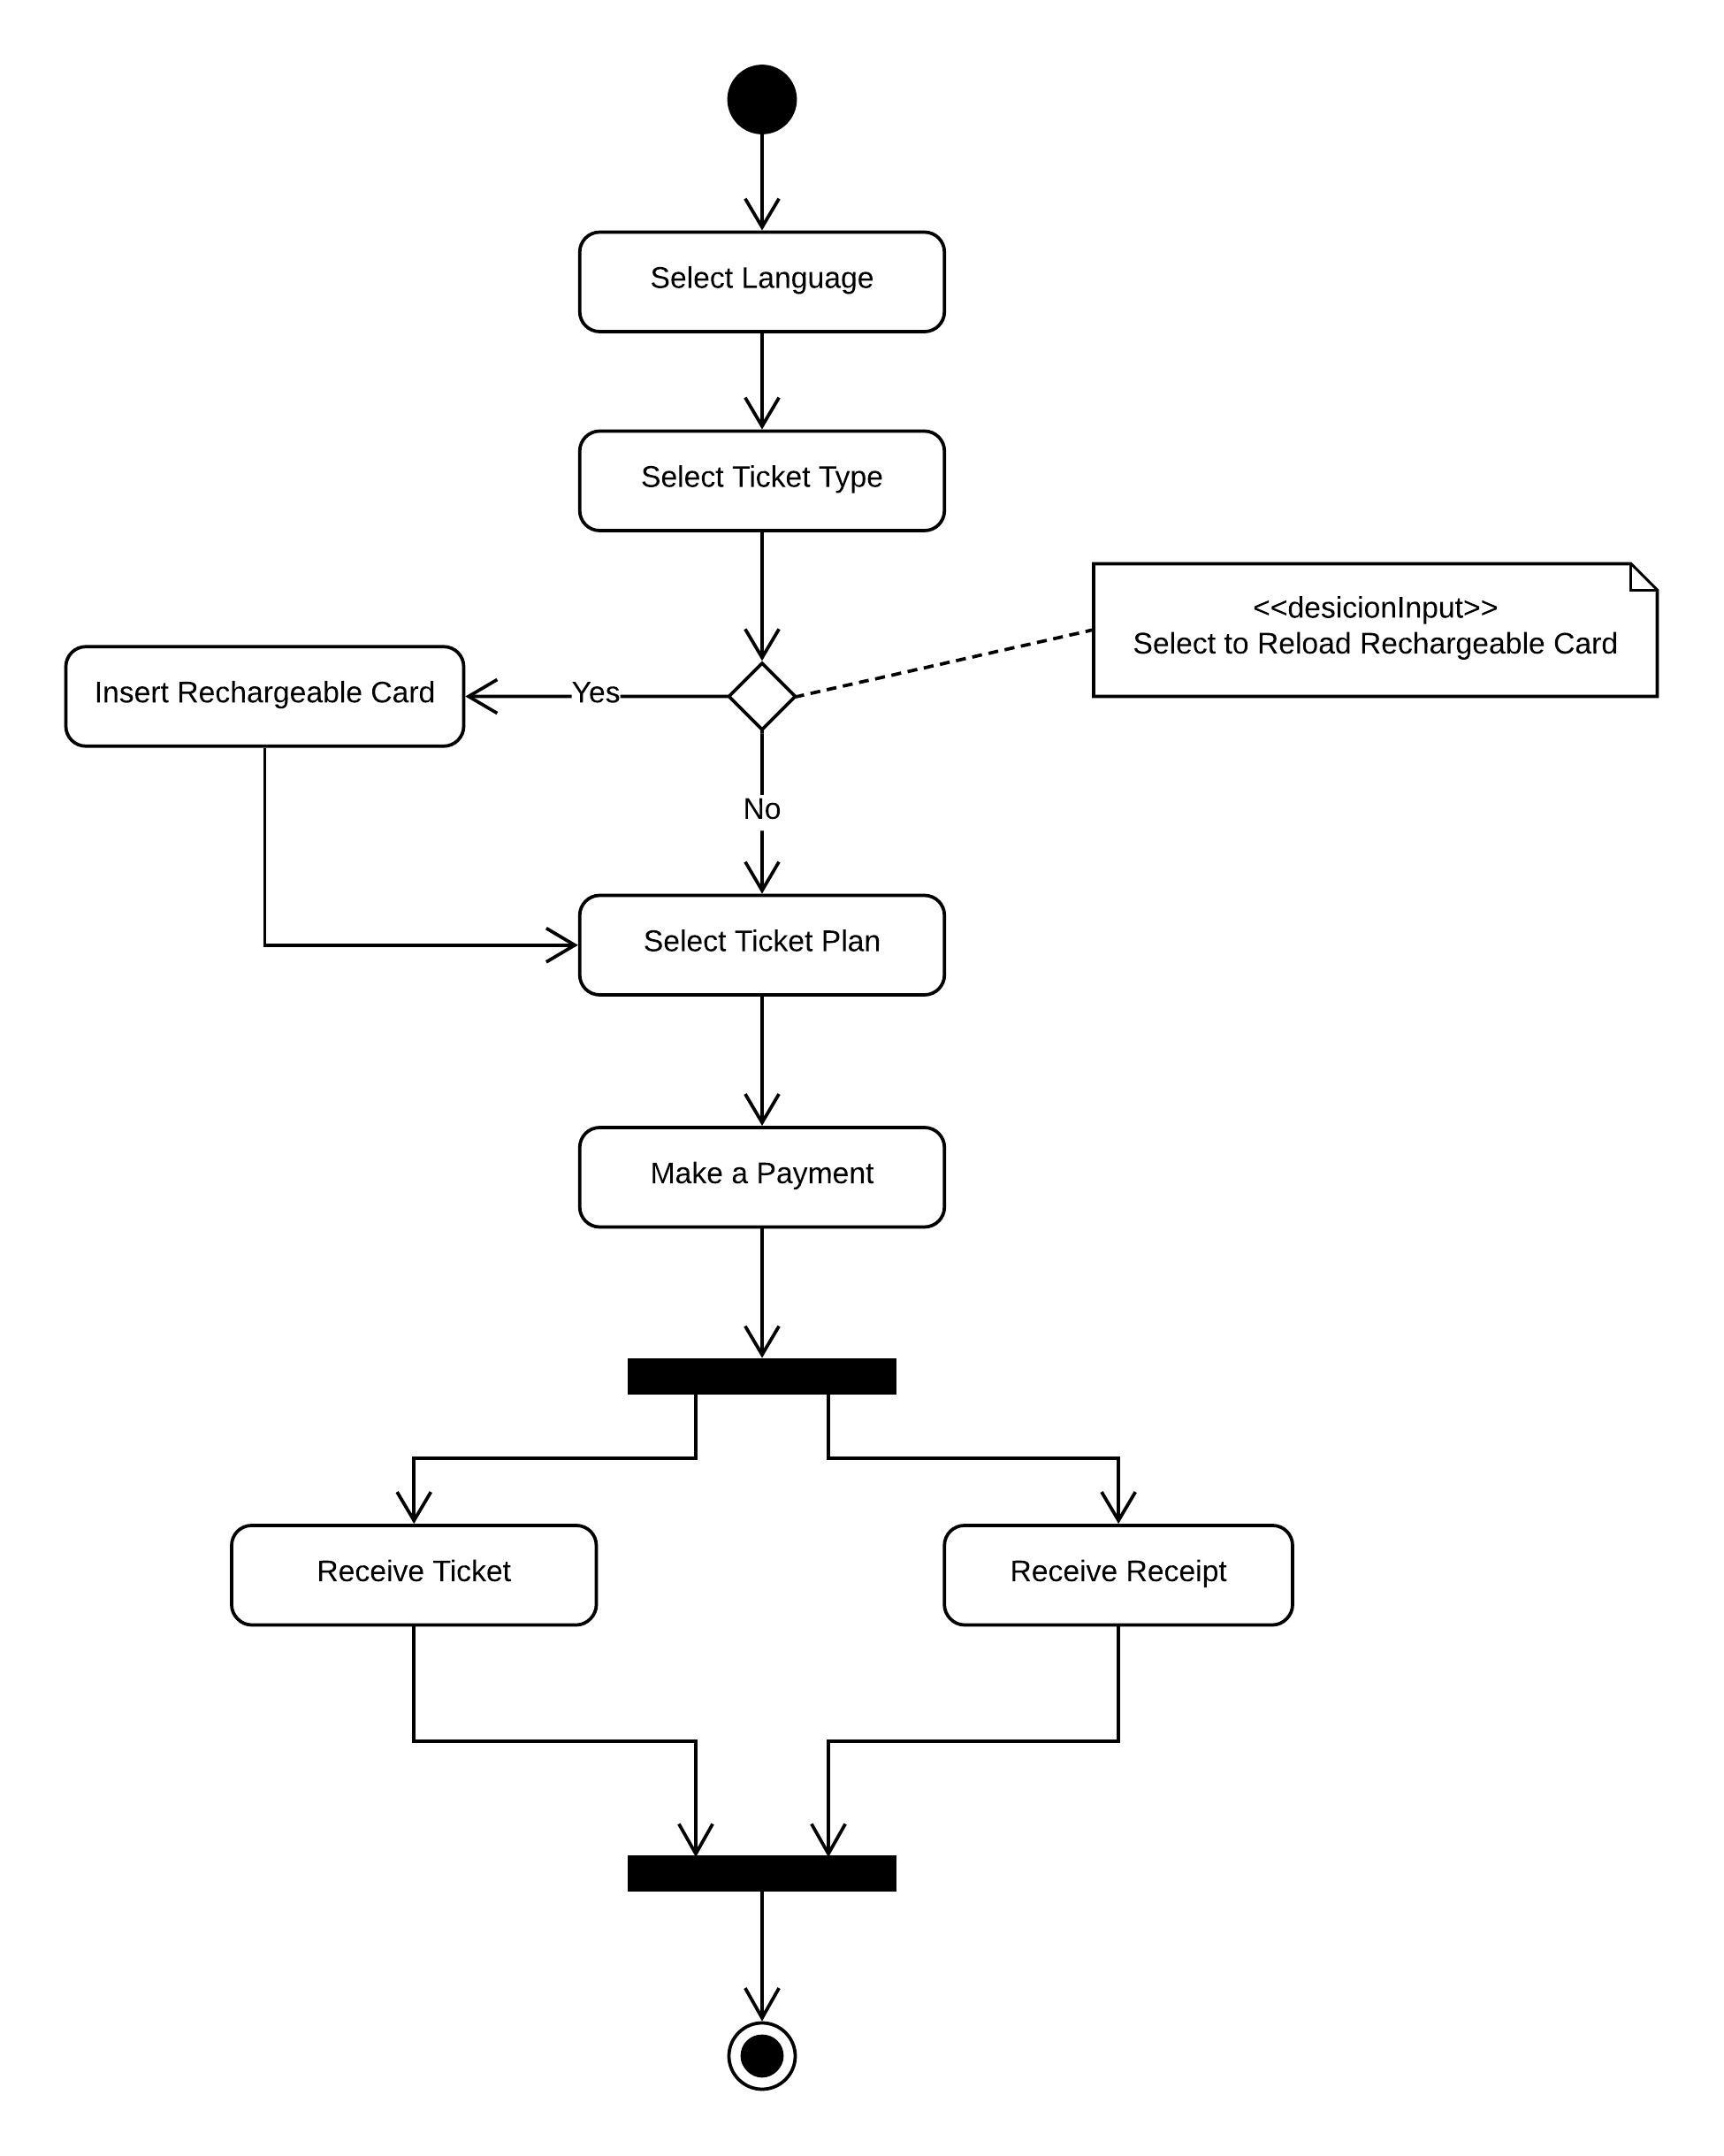 Select Language
Select Ticket Type
<<desicionInput>>
Select to Reload Rechargeable Card
Insert Rechargeable Card
Yes
No
Select Ticket Plan
Make a Payment
Receive Ticket
Receive Receipt